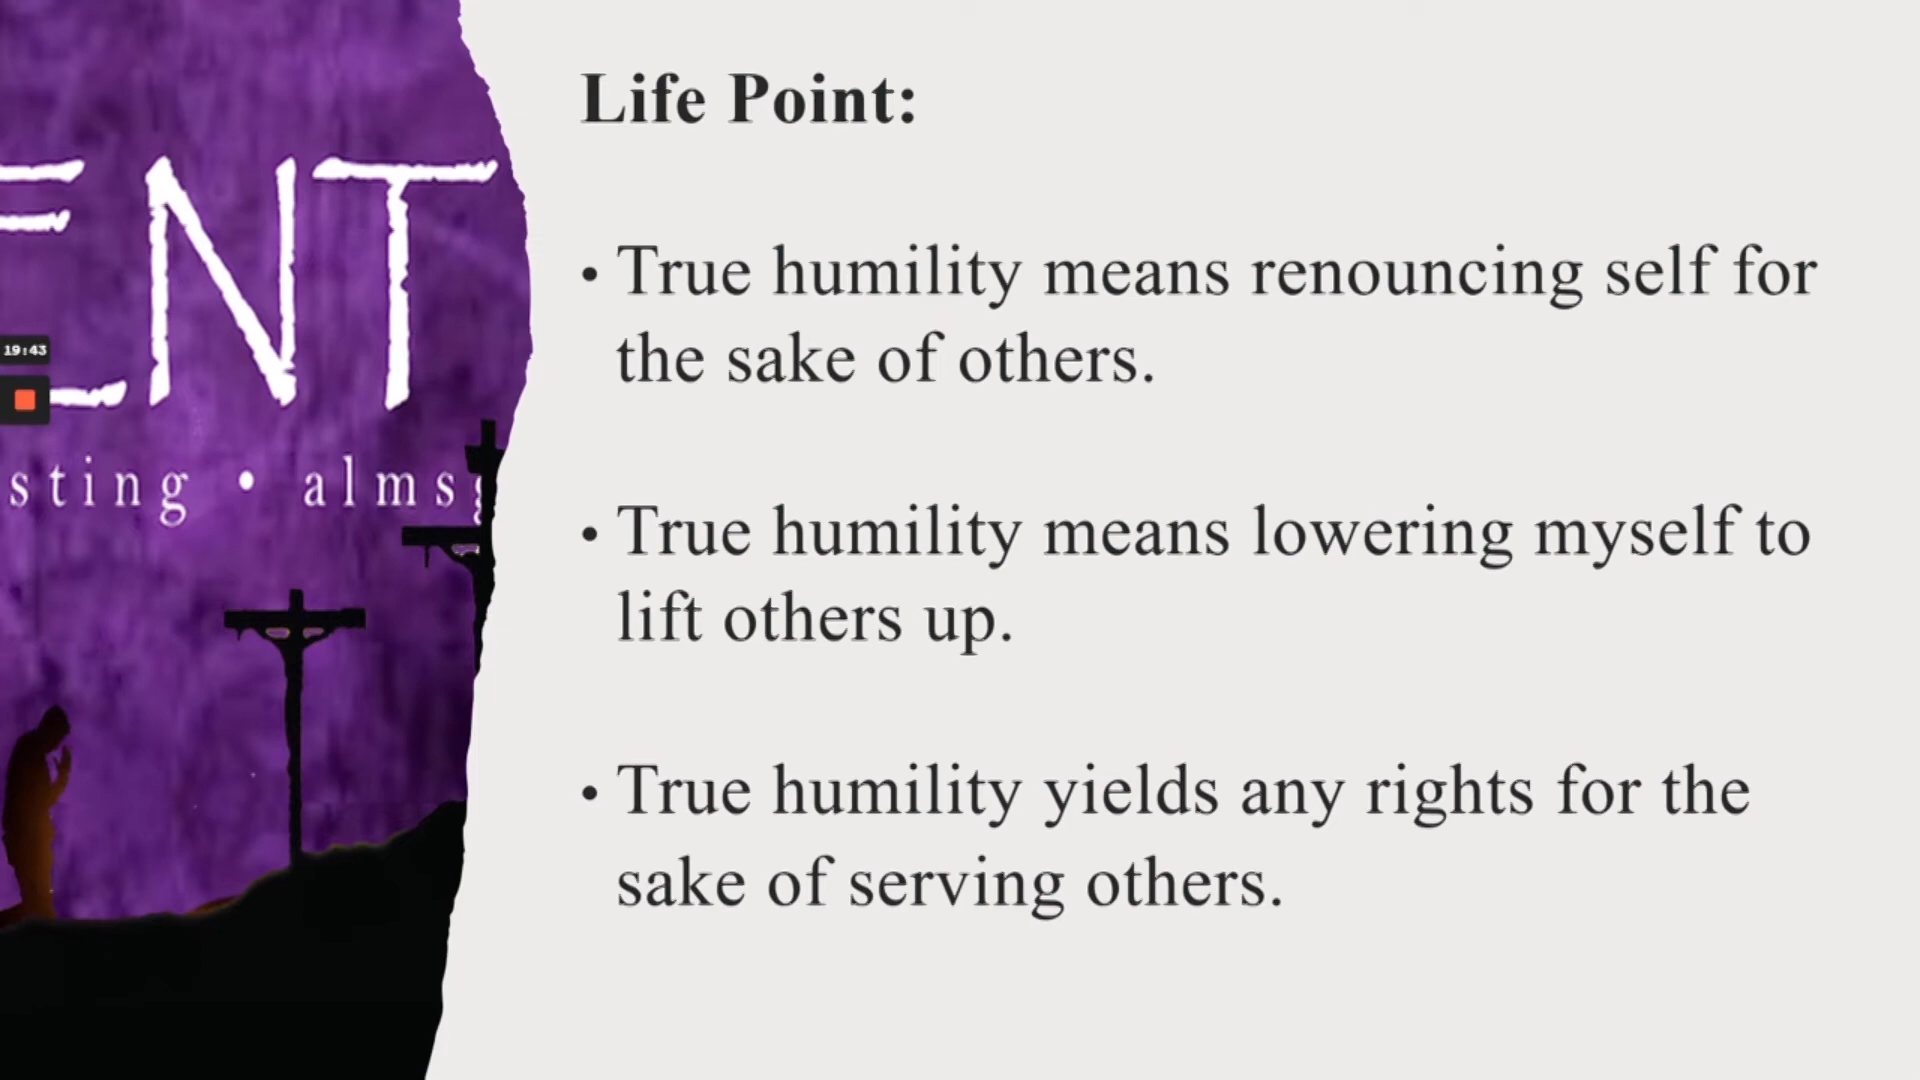 Life Point:
• True humility means renouncing self for
the sake of others.
• True humility means lowering myself to
lift others up.
• True humility yields any rights for the
sake of serving others.
ENT
sting • alms
19:43